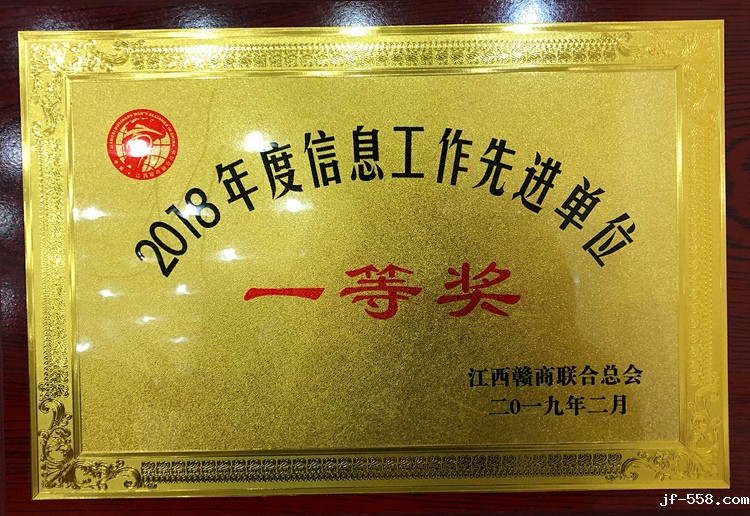 2018年度信息工作先进单位
一等奖
江西赣商联合总会
二0一九年二月
jf-558.com